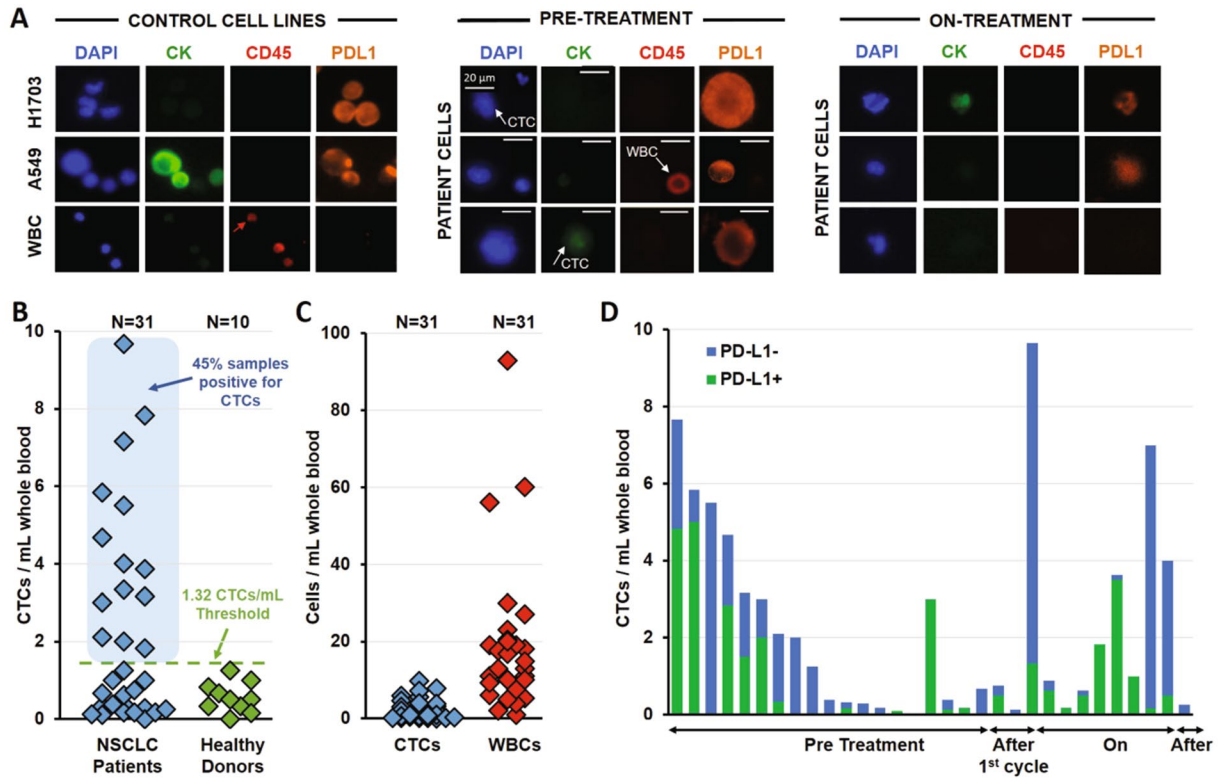 A
CONTROL CELL LINES
PRE-TREATMENT
ON-TREATMENT
DAPI CK CD45 PDL1
DAPI CK CD45 PDL1
DAPI CK CD45 PDL1
H1703
A549
WBC
PATIENT CELLS
20 µm
CTC
WBC
CTC
PATIENT CELLS
B
N=31 N=10
CTCs / mL whole blood
10
8
6
4
2
0
45% samples
positive for
CTCs
1.32 CTCs/mL
Threshold
NSCLC
Patients
Healthy
Donors
C
N=31 N=31
Cells / mL whole blood
100
80
60
40
20
0
CTCs WBCs
D
CTCs / mL whole blood
10
8
6
4
2
0
PD-L1-
PD-L1+
Pre Treatment
After
1st cycle
On
After